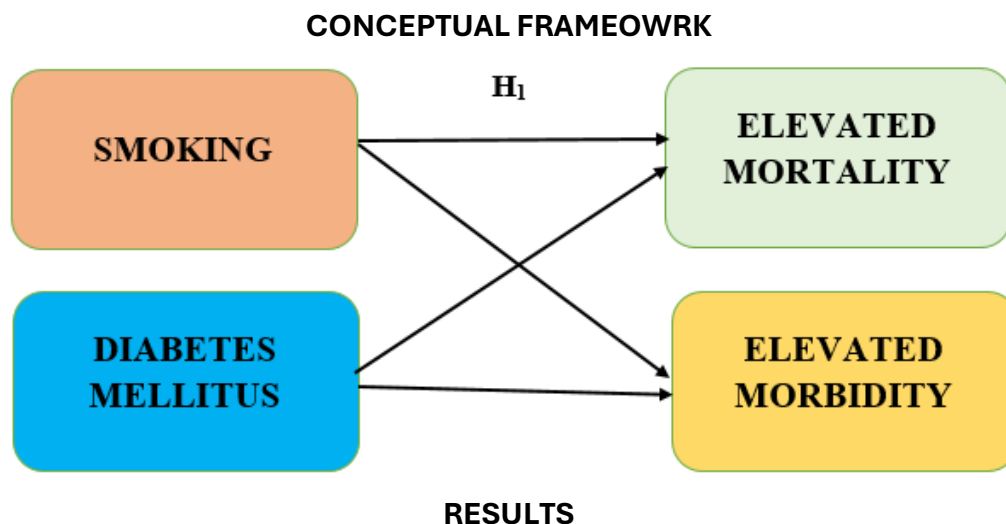 CONCEPTUAL FRAMEOWRK
H₁
SMOKING
ELEVATED
MORTALITY
DIABETES
MELLITUS
ELEVATED
MORBIDITY
RESULTS